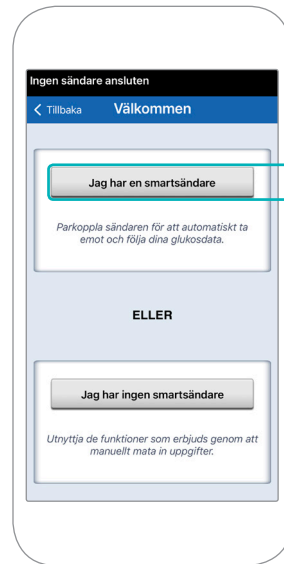 Ingen sändare ansluten
Tillbaka Välkommen
Jag har en smartsändare
Parkoppla sändaren för att automatiskt ta
emot och följa dina glukosdata.
ELLER
Jag har ingen smartsändare
Utnyttja de funktioner som erbjuds genom att
manuellt mata in uppgifter.